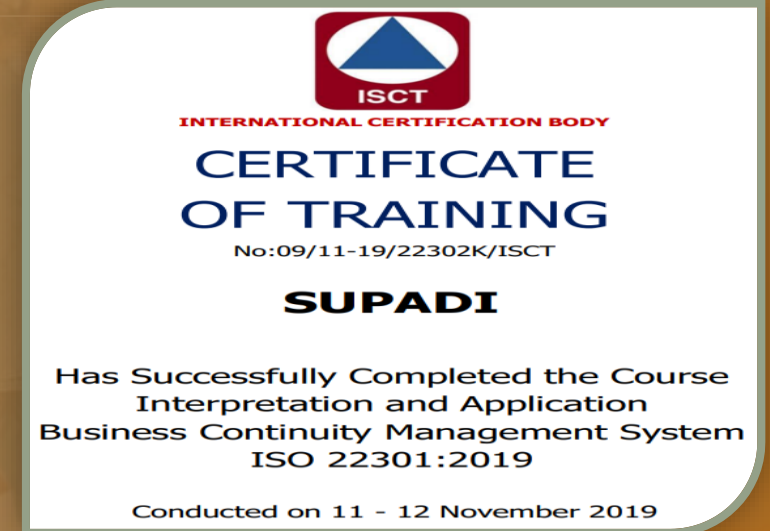 ISCT
INTERNATIONAL CERTIFICATION BODY
CERTIFICATE
OF TRAINING
No:09/11-19/22302K/ISCT
SUPADI
Has Successfully Completed the Course
Interpretation and Application
Business Continuity Management System
ISO 22301:2019
Conducted on 11 - 12 November 2019